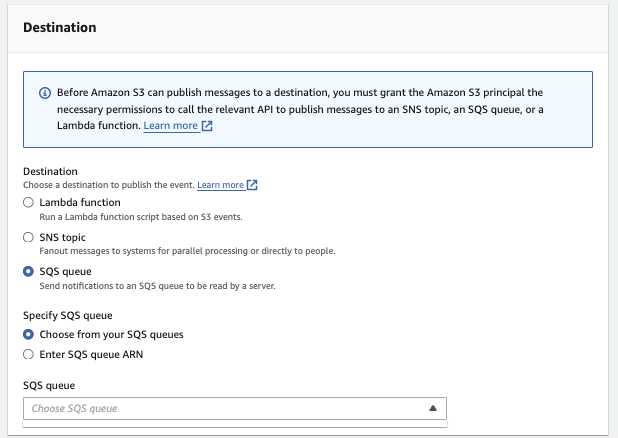 Destination
Before Amazon S3 can publish messages to a destination, you must grant the Amazon S3 principal the
necessary permissions to call the relevant API to publish messages to an SNS topic, an SQS queue, or a
Lambda function. Learn more
Destination
Choose a destination to publish the event. Learn more
Lambda function
Run a Lambda function script based on S3 events.
SNS topic
Fanout messages to systems for parallel processing or directly to people.
SQS queue
Send notifications to an SQS queue to be read by a server.
Specify SQS queue
Choose from your SQS queues
Enter SQS queue ARN
SQS queue
Choose SQS queue